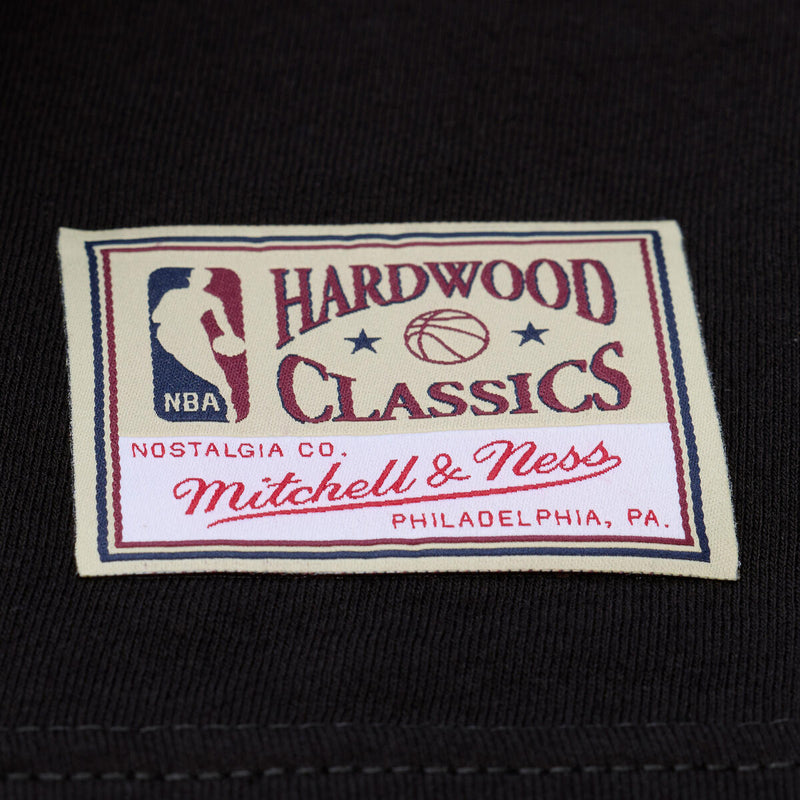 HARDWOOD
CLASSICS
NBA
NOSTALGIA CO.
Mitchell & Ness
PHILADELPHIA, PA.